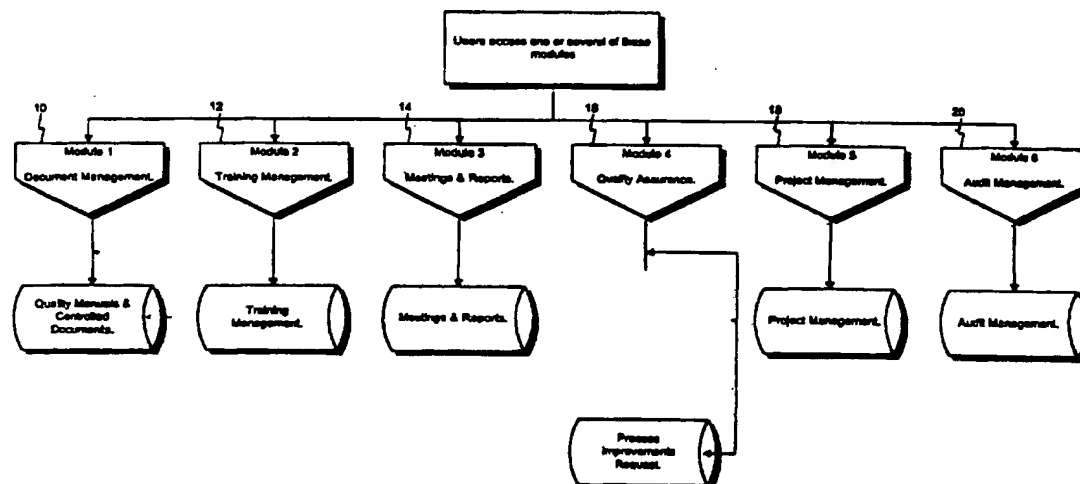 Users access one or several of these
modules
10
12
14
16
18
20
Module 1
Document Management.
Module 2
Training Management.
Module 3
Meetings & Reports.
Module 4
Quality Assurance.
Module 5
Project Management.
Module 6
Audit Management.
Quality Manuals &
Controlled
Documents.
Training
Management.
Meetings & Reports.
Project Management.
Audit Management.
Process
Improvements
Request.